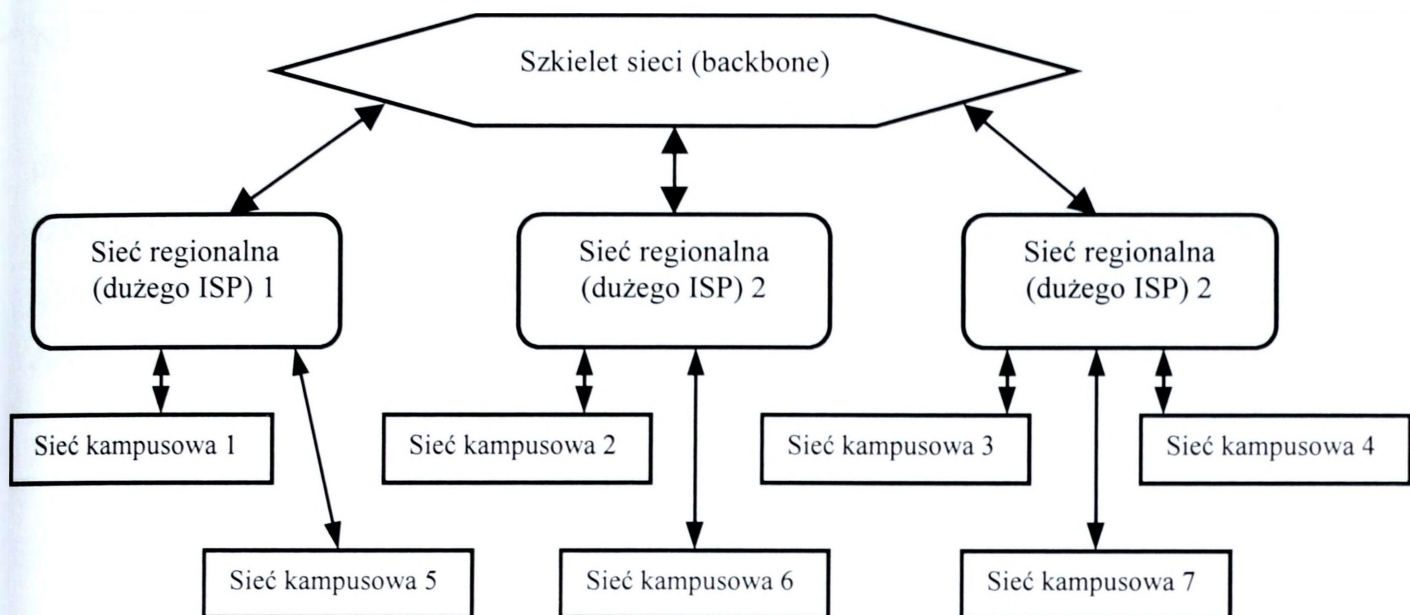 Szkielet sieci (backbone)
Sieć regionalna
(dużego ISP) 1
Sieć regionalna
(dużego ISP) 2
Sieć regionalna
(dużego ISP) 2
Sieć kampusowa 1
Sieć kampusowa 2
Sieć kampusowa 3
Sieć kampusowa 4
Sieć kampusowa 5
Sieć kampusowa 6
Sieć kampusowa 7